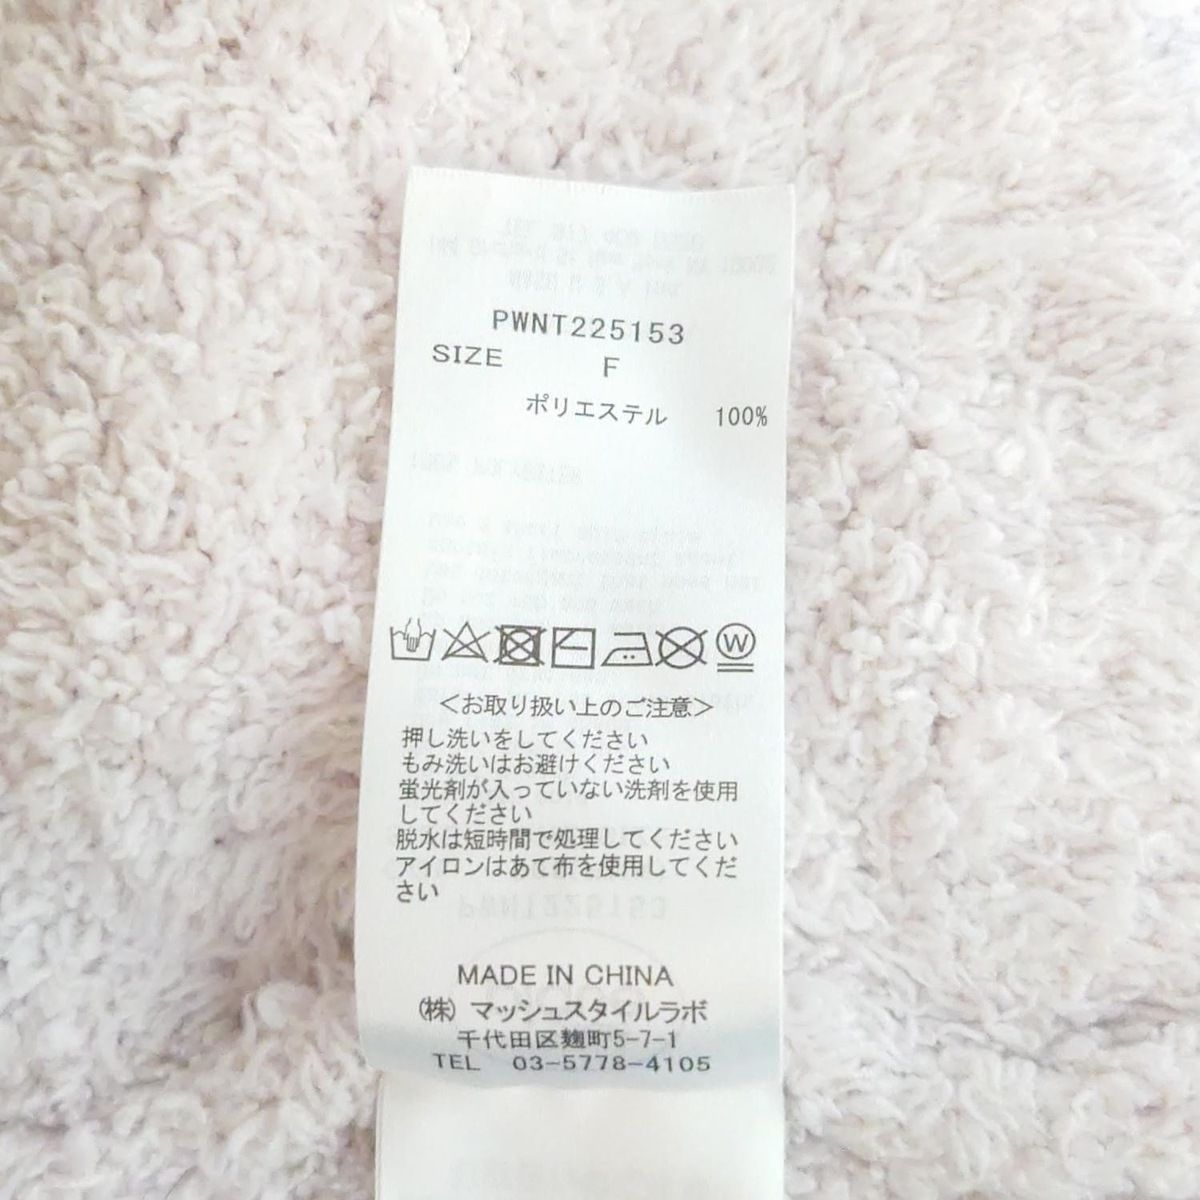 PWNT225153
SIZE F
ポリエステル 100%
W
<お取り扱い上のご注意>
押し洗いをしてください
もみ洗いはお避けください
蛍光剤が入っていない洗剤を使用
してください
脱水は短時間で処理してください
アイロンはあて布を使用してくだ
さい
MADE IN CHINA
(株) マッシュスタイルラボ
千代田区麹町5-7-1
TEL 03-5778-4105